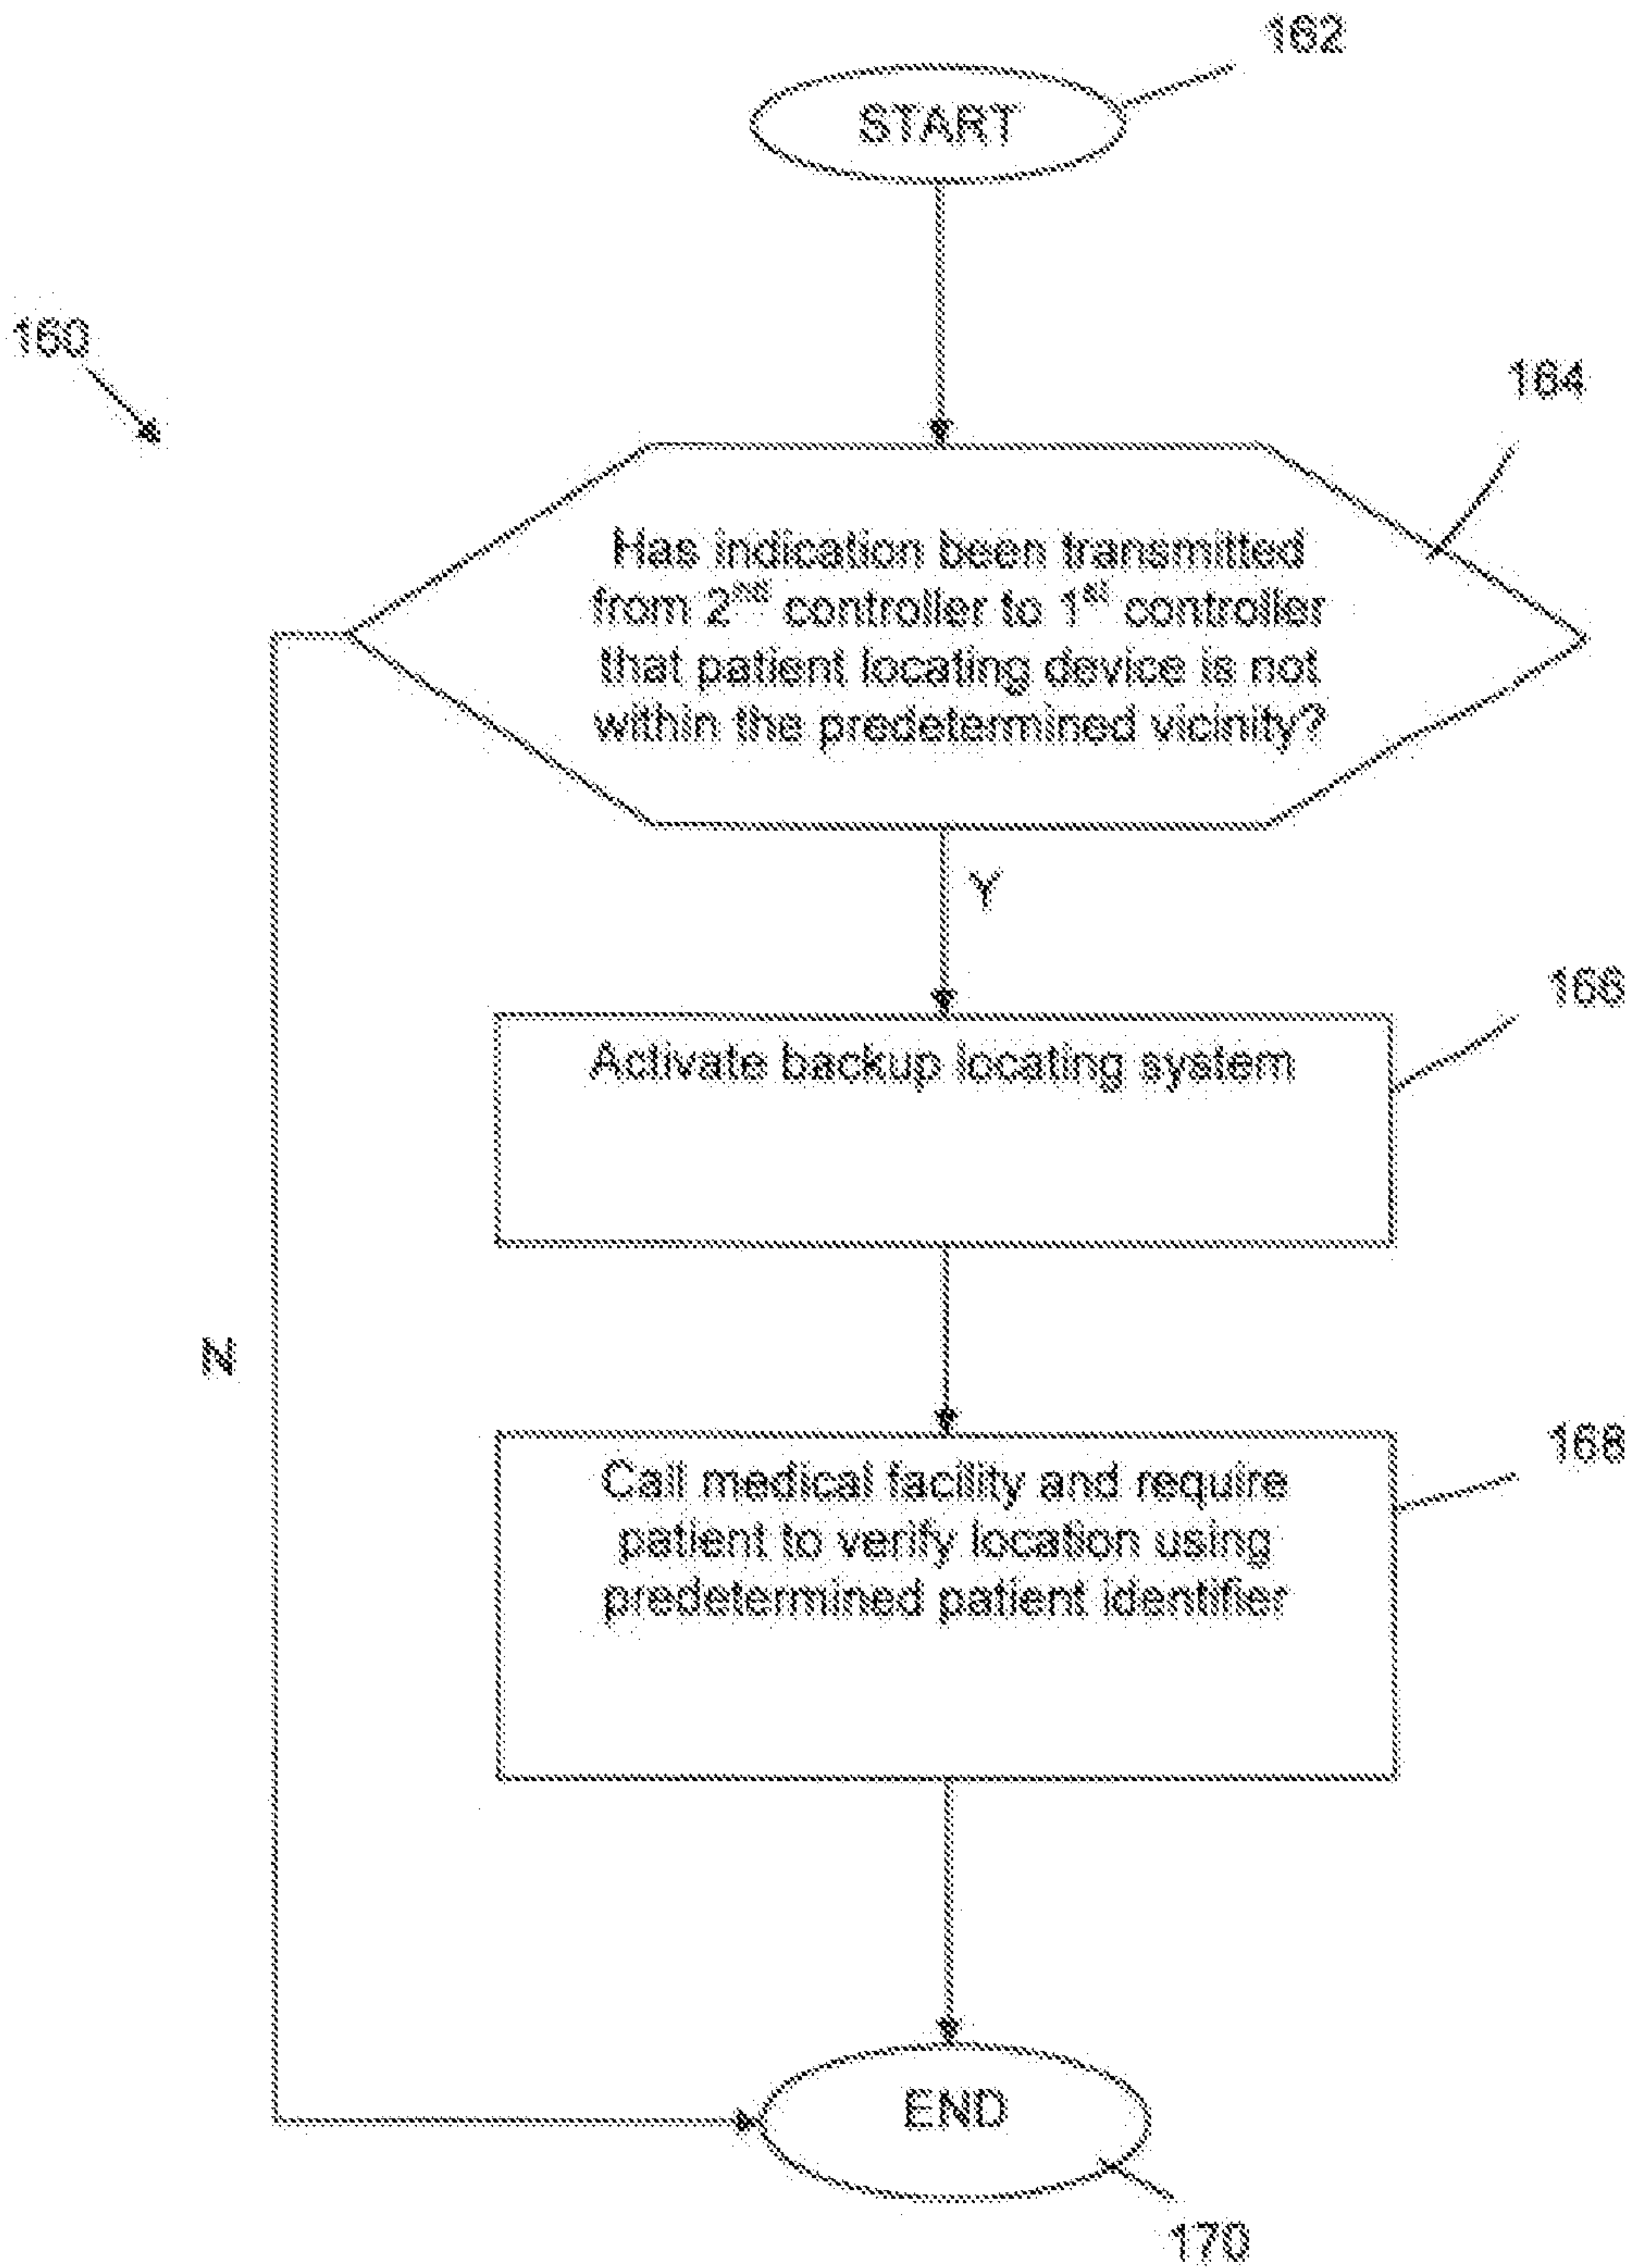 162
START
160
164
Has indication been transmitted
from 2nd controller to 1st controller
that patient locating device is not
within the predetermined vicinity?
Y
166
Activate backup locating system
N
168
Call medical facility and require
patient to verify location using
predetermined patient identifier
END
170